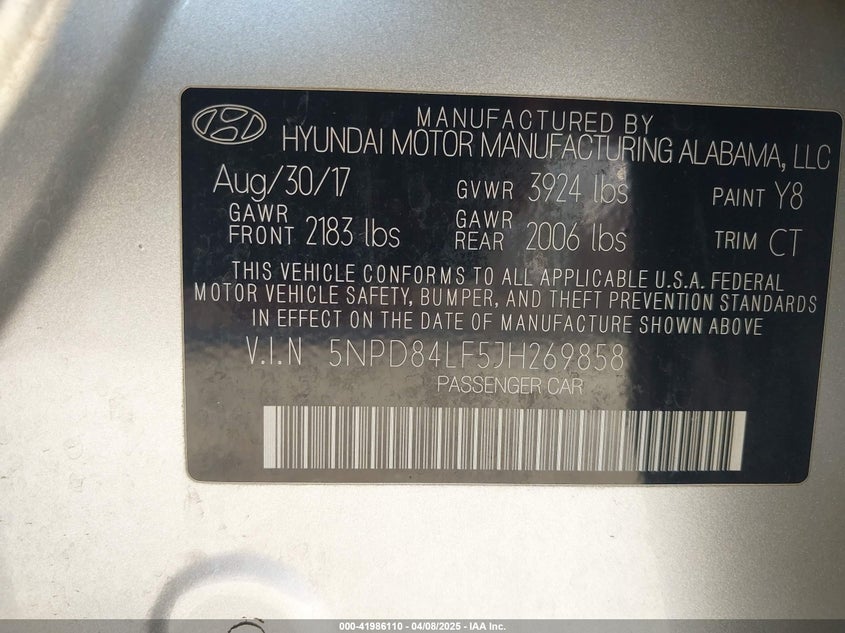 MANUFACTURED BY
HYUNDAI MOTOR MANUFACTURING ALABAMA, LLC
Aug/30/17 GVWR 3924 lbs PAINT Y8
GAWR FRONT 2183 lbs GAWR REAR 2006 lbs TRIM CT
THIS VEHICLE CONFORMS TO ALL APPLICABLE U.S.A. FEDERAL
MOTOR VEHICLE SAFETY, BUMPER, AND THEFT PREVENTION STANDARDS
IN EFFECT ON THE DATE OF MANUFACTURE SHOWN ABOVE
V.I.N 5NPD84LF5JH269858
PASSENGER CAR
000-41986110 - 04/08/2025 - IAA Inc.